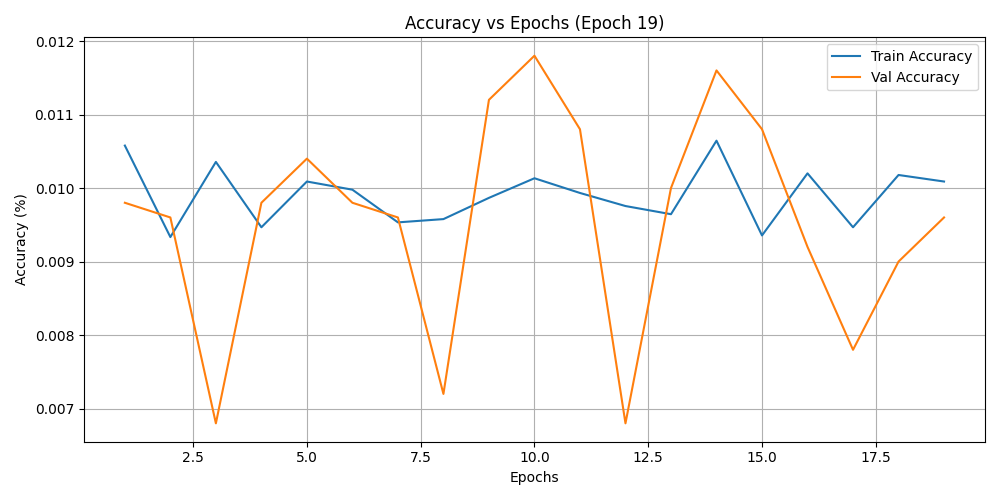 Accuracy vs Epochs (Epoch 19)
Train Accuracy
Val Accuracy
Accuracy (%)
0.012
0.011
0.010
0.009
0.008
0.007
2.5 5.0 7.5 10.0 12.5 15.0 17.5
Epochs